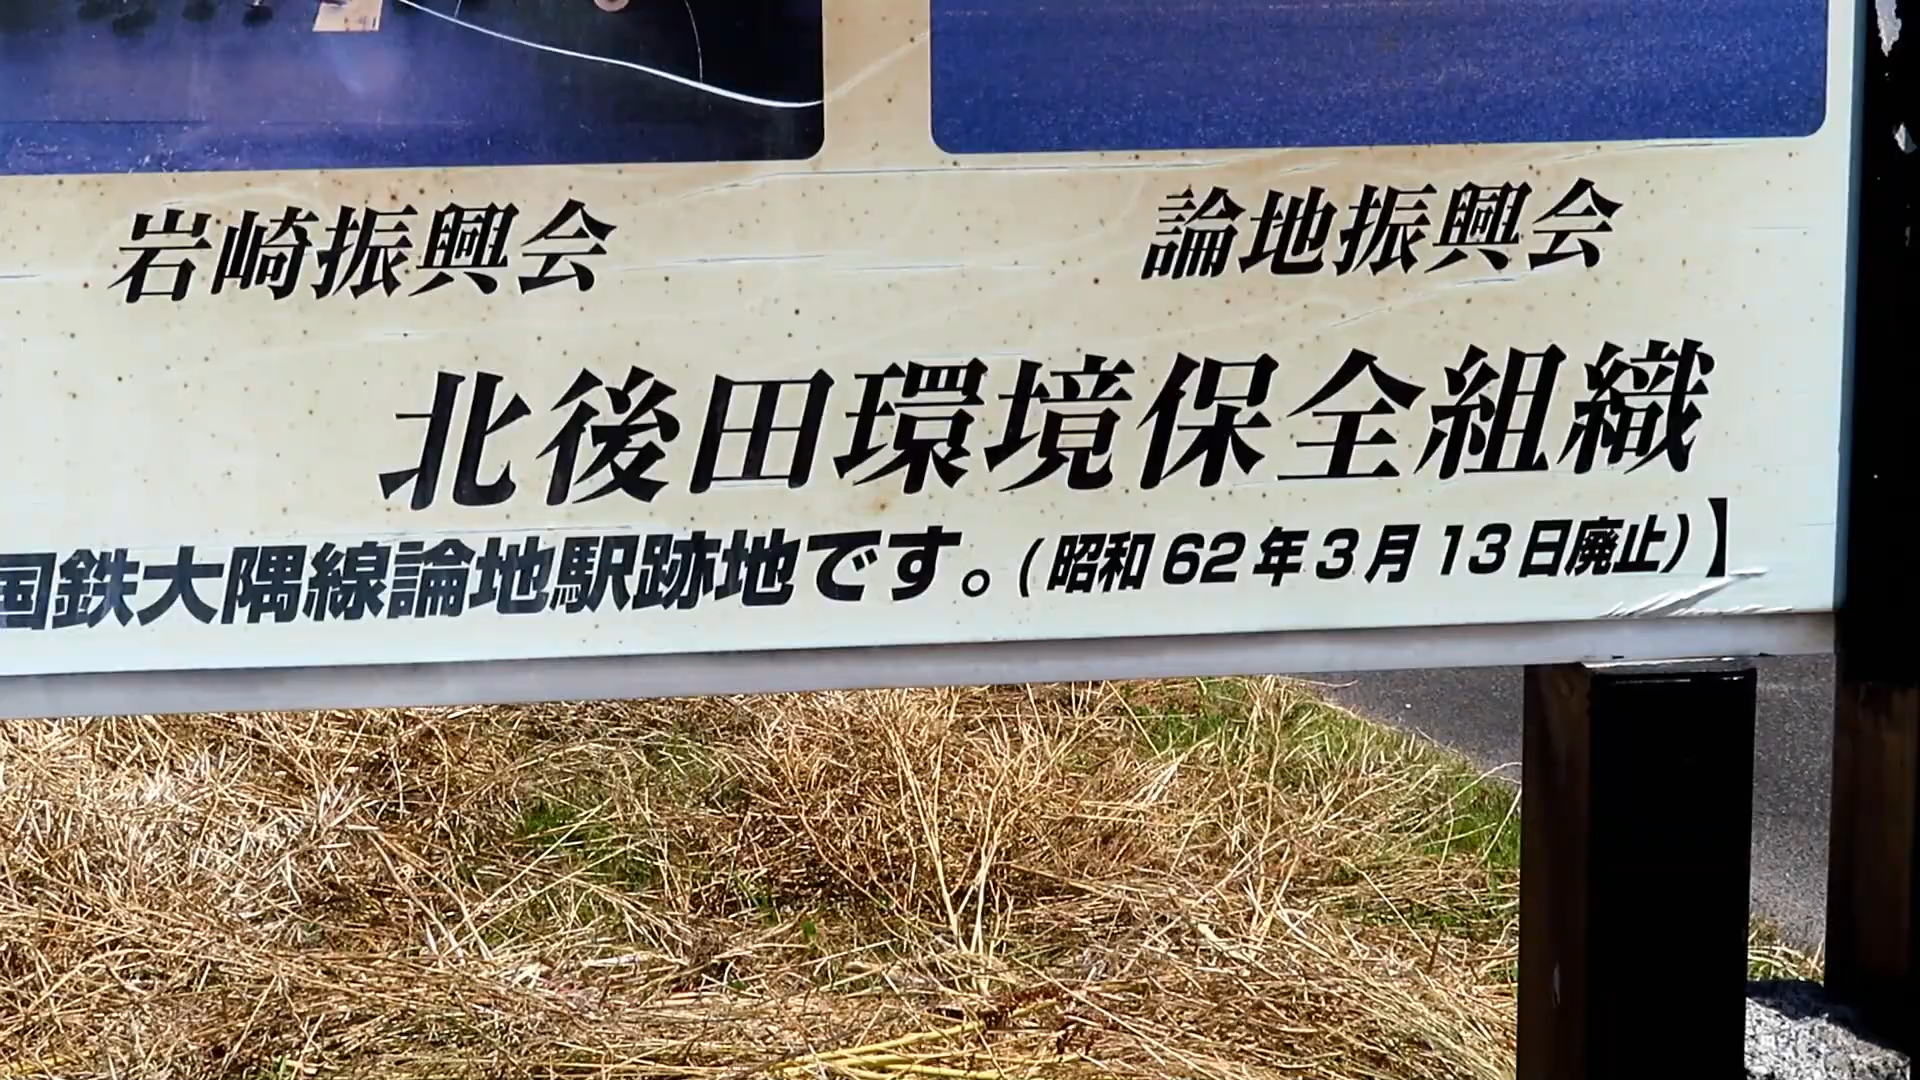 岩崎振興会 論地振興会
北後田環境保全組織
国鉄大隅線論地駅跡地です。(昭和62年3月13日廃止)】